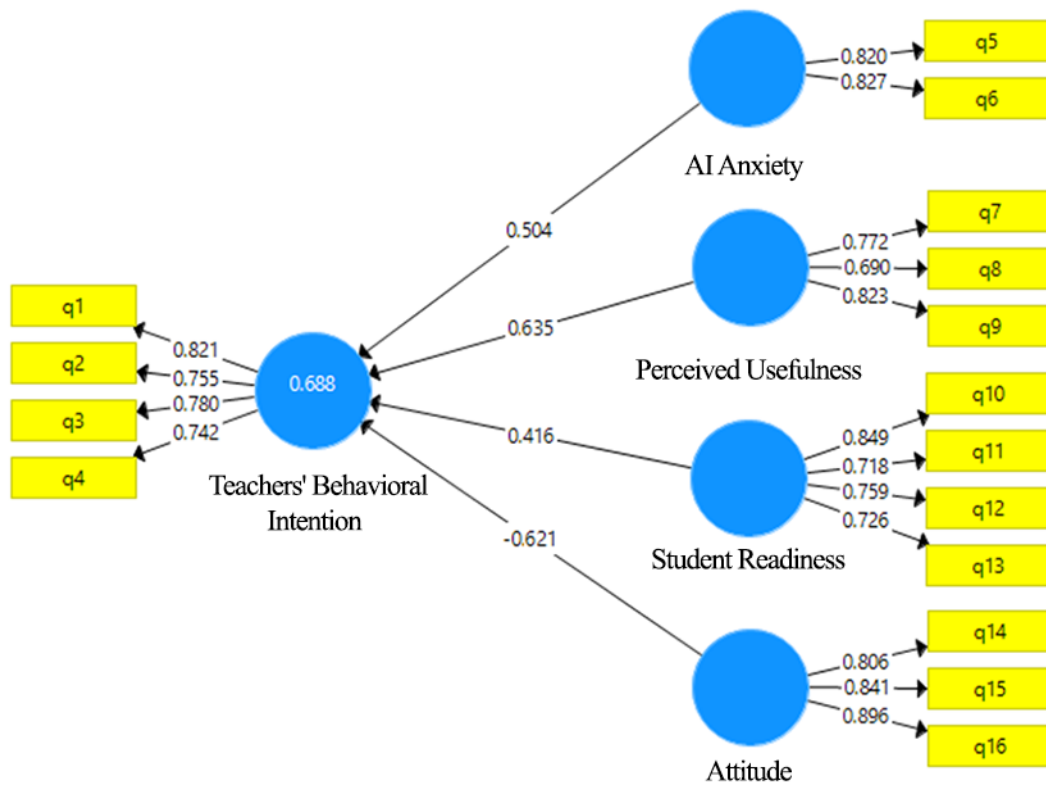 q5
0.820
0.827
q6
AI Anxiety
0.504
q7
0.772
0.690
q8
0.823
q9
Perceived Usefulness
0.635
q1
0.821
q2
0.755
0.780
q3
0.742
q4
0.688
Teachers' Behavioral
Intention
q10
0.849
q11
0.718
0.759
q12
0.726
q13
0.416
Student Readiness
-0.621
q14
0.806
0.841
q15
0.896
q16
Attitude